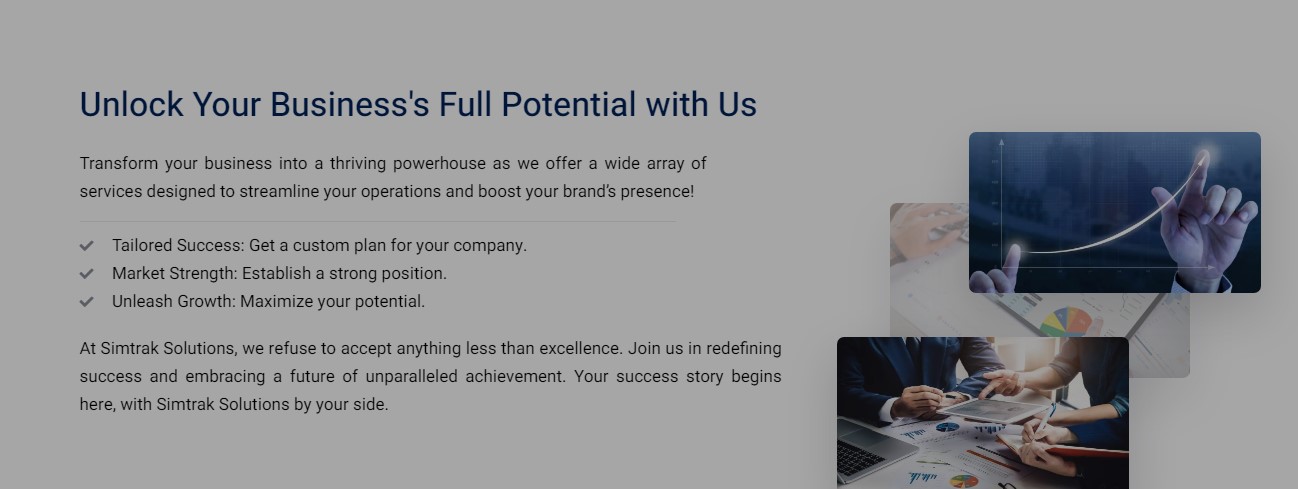 Unlock Your Business's Full Potential with Us
Transform your business into a thriving powerhouse as we offer a wide array of
services designed to streamline your operations and boost your brand’s presence!
Tailored Success: Get a custom plan for your company.
Market Strength: Establish a strong position.
Unleash Growth: Maximize your potential.
At Simtrak Solutions, we refuse to accept anything less than excellence. Join us in redefining
success and embracing a future of unparalleled achievement. Your success story begins
here, with Simtrak Solutions by your side.